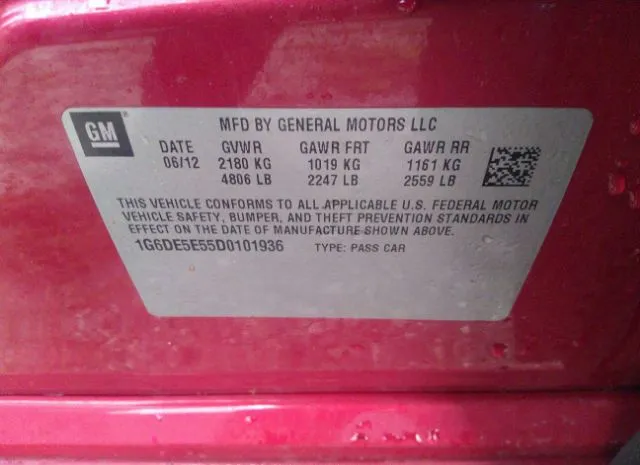 GM
MFD BY GENERAL MOTORS LLC
DATE GVWR GAWR FRT GAWR RR
06/12 2180 KG 1019 KG 1161 KG
4806 LB 2247 LB 2559 LB
THIS VEHICLE CONFORMS TO ALL APPLICABLE U.S. FEDERAL MOTOR
VEHICLE SAFETY, BUMPER, AND THEFT PREVENTION STANDARDS IN
EFFECT ON THE DATE OF MANUFACTURE SHOWN ABOVE.
1G6DE5E55D0101936 TYPE: PASS CAR